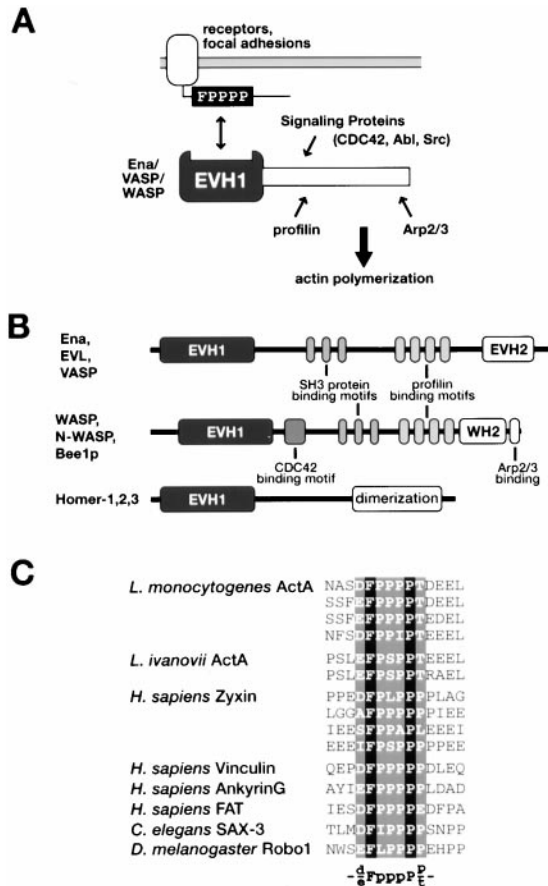 A
receptors,
focal adhesions
FPPPP
Signaling Proteins
(CDC42, Abl, Src)
Ena/
VASP/
WASP
EVH1
profilin
Arp2/3
actin polymerization
B
Ena,
EVL,
VASP
EVH1
EVH2
SH3 protein
binding motifs
profilin
binding motifs
WASP,
N-WASP,
Bee1p
EVH1
WH2
CDC42
binding motif
Arp2/3
binding
Homer-1,2,3
EVH1
dimerization
C
L. monocytogenes ActA NASDFPPPPTDEEL
SSFEFPPPPTEEEL
SSFEFPPPPTEDEL
NFSDFPPIPTEEEL
L. ivanovii ActA PSLEFPSPPTEEEL
PSLEFPSPPTRAEL
H. sapiens Zyxin PPEDFPLPPPPLAG
LGGAFPPPPPPIEE
IEESFPPAPLEEEI
EEEIFPSPPPPPEE
H. sapiens Vinculin QEPDFPPPPPDLEQ
H. sapiens AnkyrinG AYIEFPPPPPLDAD
H. sapiens FAT IESDFPPPPEDFPA
C. elegans SAX-3 TLMDFIPPPPSNPP
D. melanogaster Robo1 NWSEFLPPPPEHPP
-d/eFpppPp/t-